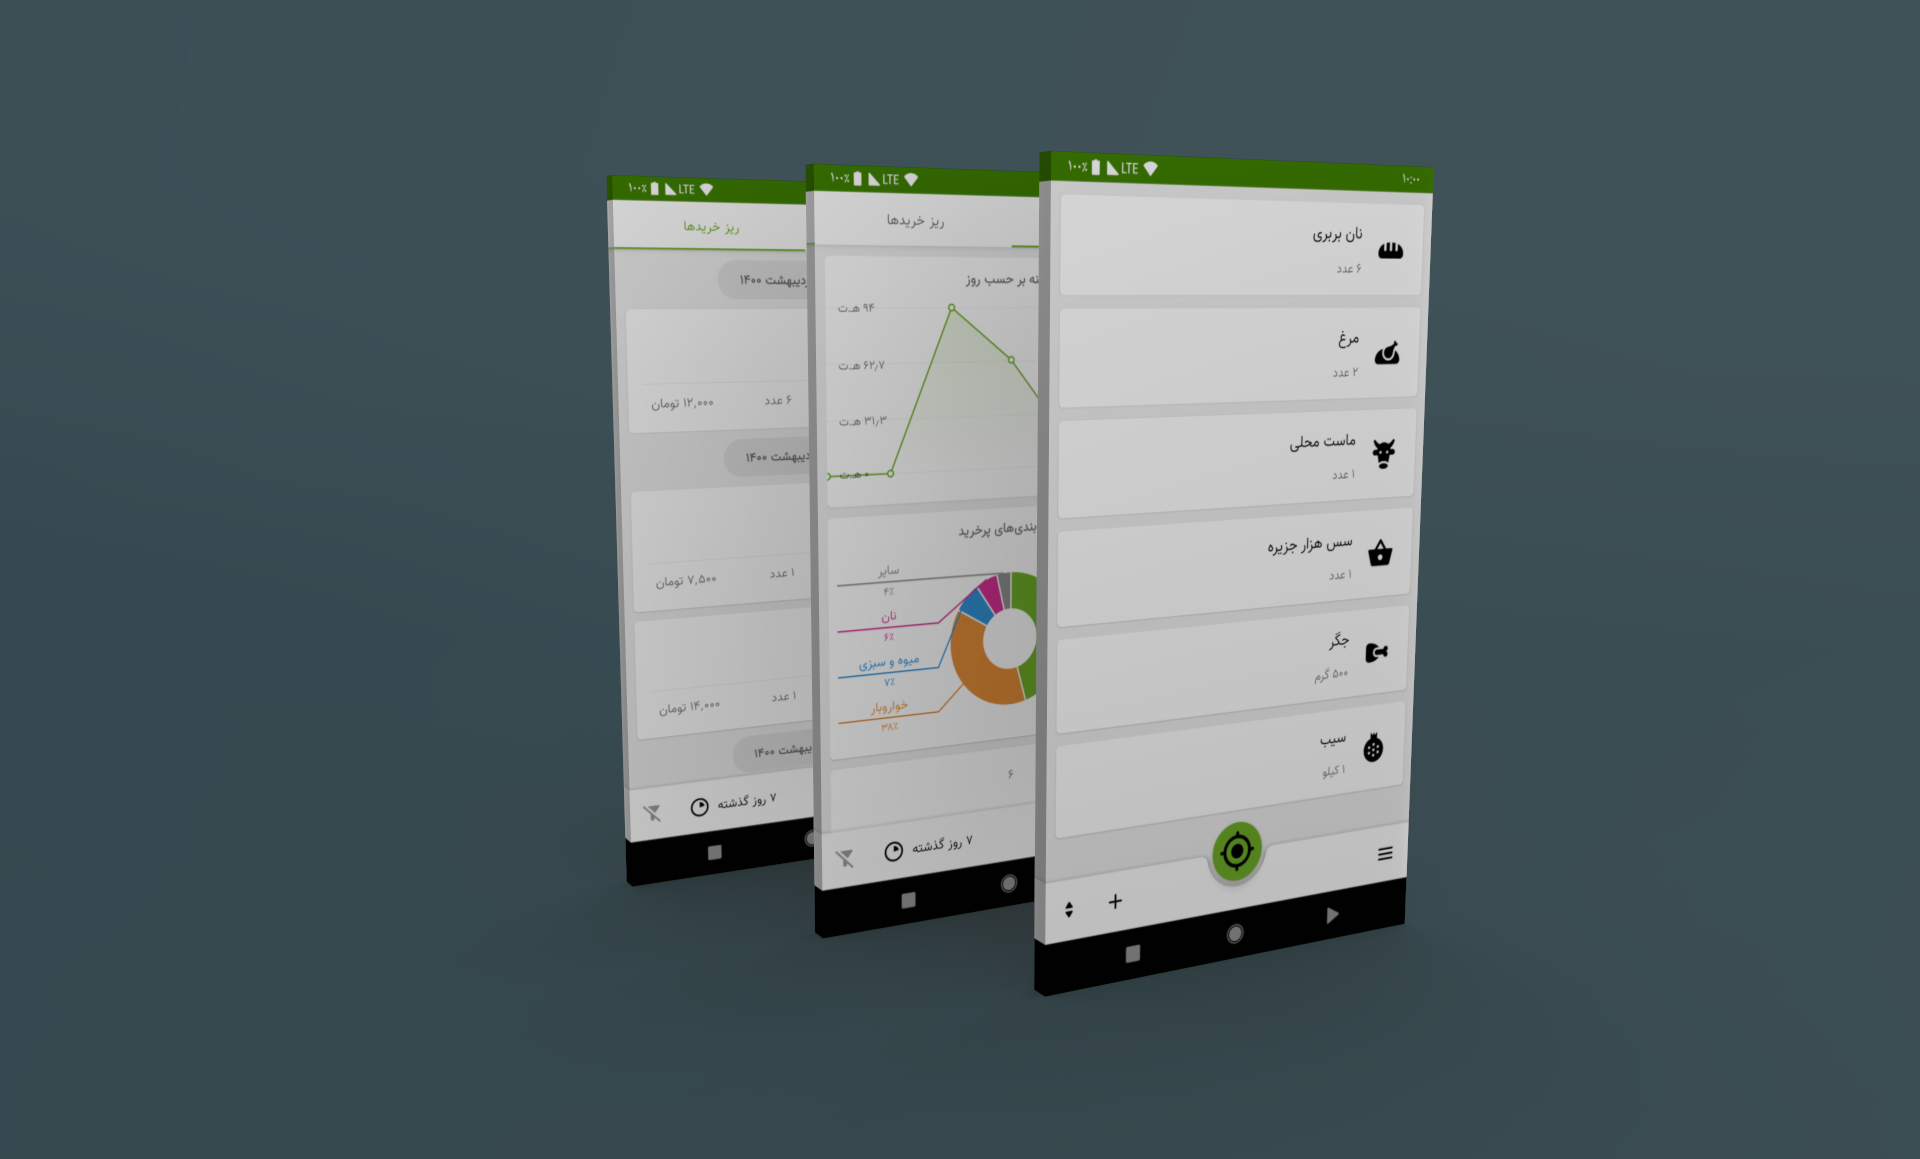 ۱۰۰٪ LTE
ریز خریدها
۱۴۰۰
۶ عدد
۱۲,۰۰۰ تومان
۱۴۰۰
۱ عدد
۷,۵۰۰ تومان
۱ عدد
۱۴,۰۰۰ تومان
۱۴۰۰
۷ روز گذشته
۱۰۰٪ LTE
ریز خریدها
بر حسب روز
۹۴ هـ.ت
۶۲٫۷ هـ.ت
۳۱٫۳ هـ.ت
۰ هـ.ت
بندی‌های پرخرید
سایر
۴٪
نان
۶٪
میوه و سبزی
۷٪
خواروبار
۳۸٪
۶
۷ روز گذشته
۱۰۰٪ LTE
۱۰:۰۰
نان بربری
۶ عدد
مرغ
۲ عدد
ماست محلی
۱ عدد
سس هزار جزیره
۱ عدد
جگر
۵۰۰ گرم
سیب
۱ کیلو